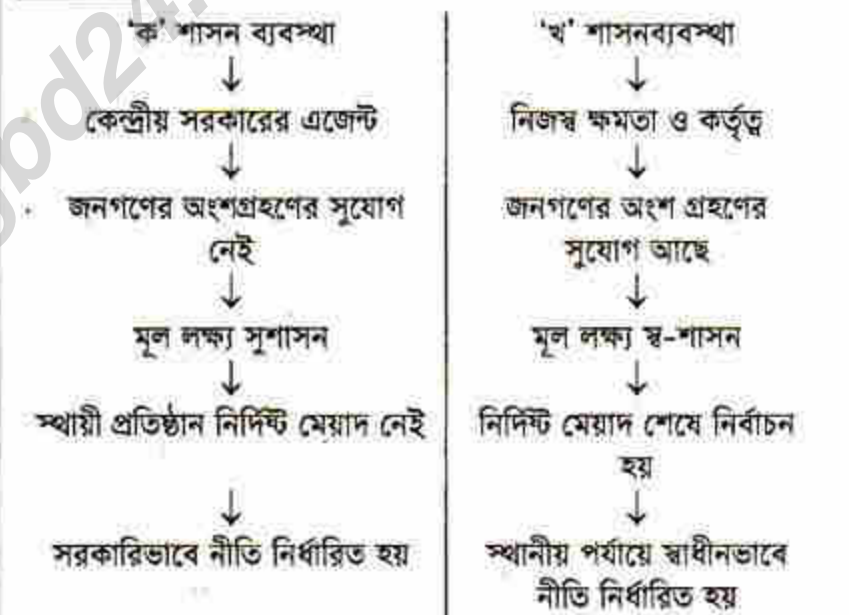 'ক' শাসন ব্যবস্থা
↓
কেন্দ্রীয় সরকারের এজেন্ট
↓
জনগণের অংশগ্রহণের সুযোগ
নেই
↓
মূল লক্ষ্য সুশাসন
↓
স্থায়ী প্রতিষ্ঠান নির্দিষ্ট মেয়াদ নেই
↓
সরকারিভাবে নীতি নির্ধারিত হয়
'খ' শাসনব্যবস্থা
↓
নিজস্ব ক্ষমতা ও কর্তৃত্ব
↓
জনগণের অংশ গ্রহণের
সুযোগ আছে
↓
মূল লক্ষ্য স্ব-শাসন
↓
নির্দিষ্ট মেয়াদ শেষে নির্বাচন
হয়
↓
স্থানীয় পর্যায়ে স্বাধীনভাবে
নীতি নির্ধারিত হয়